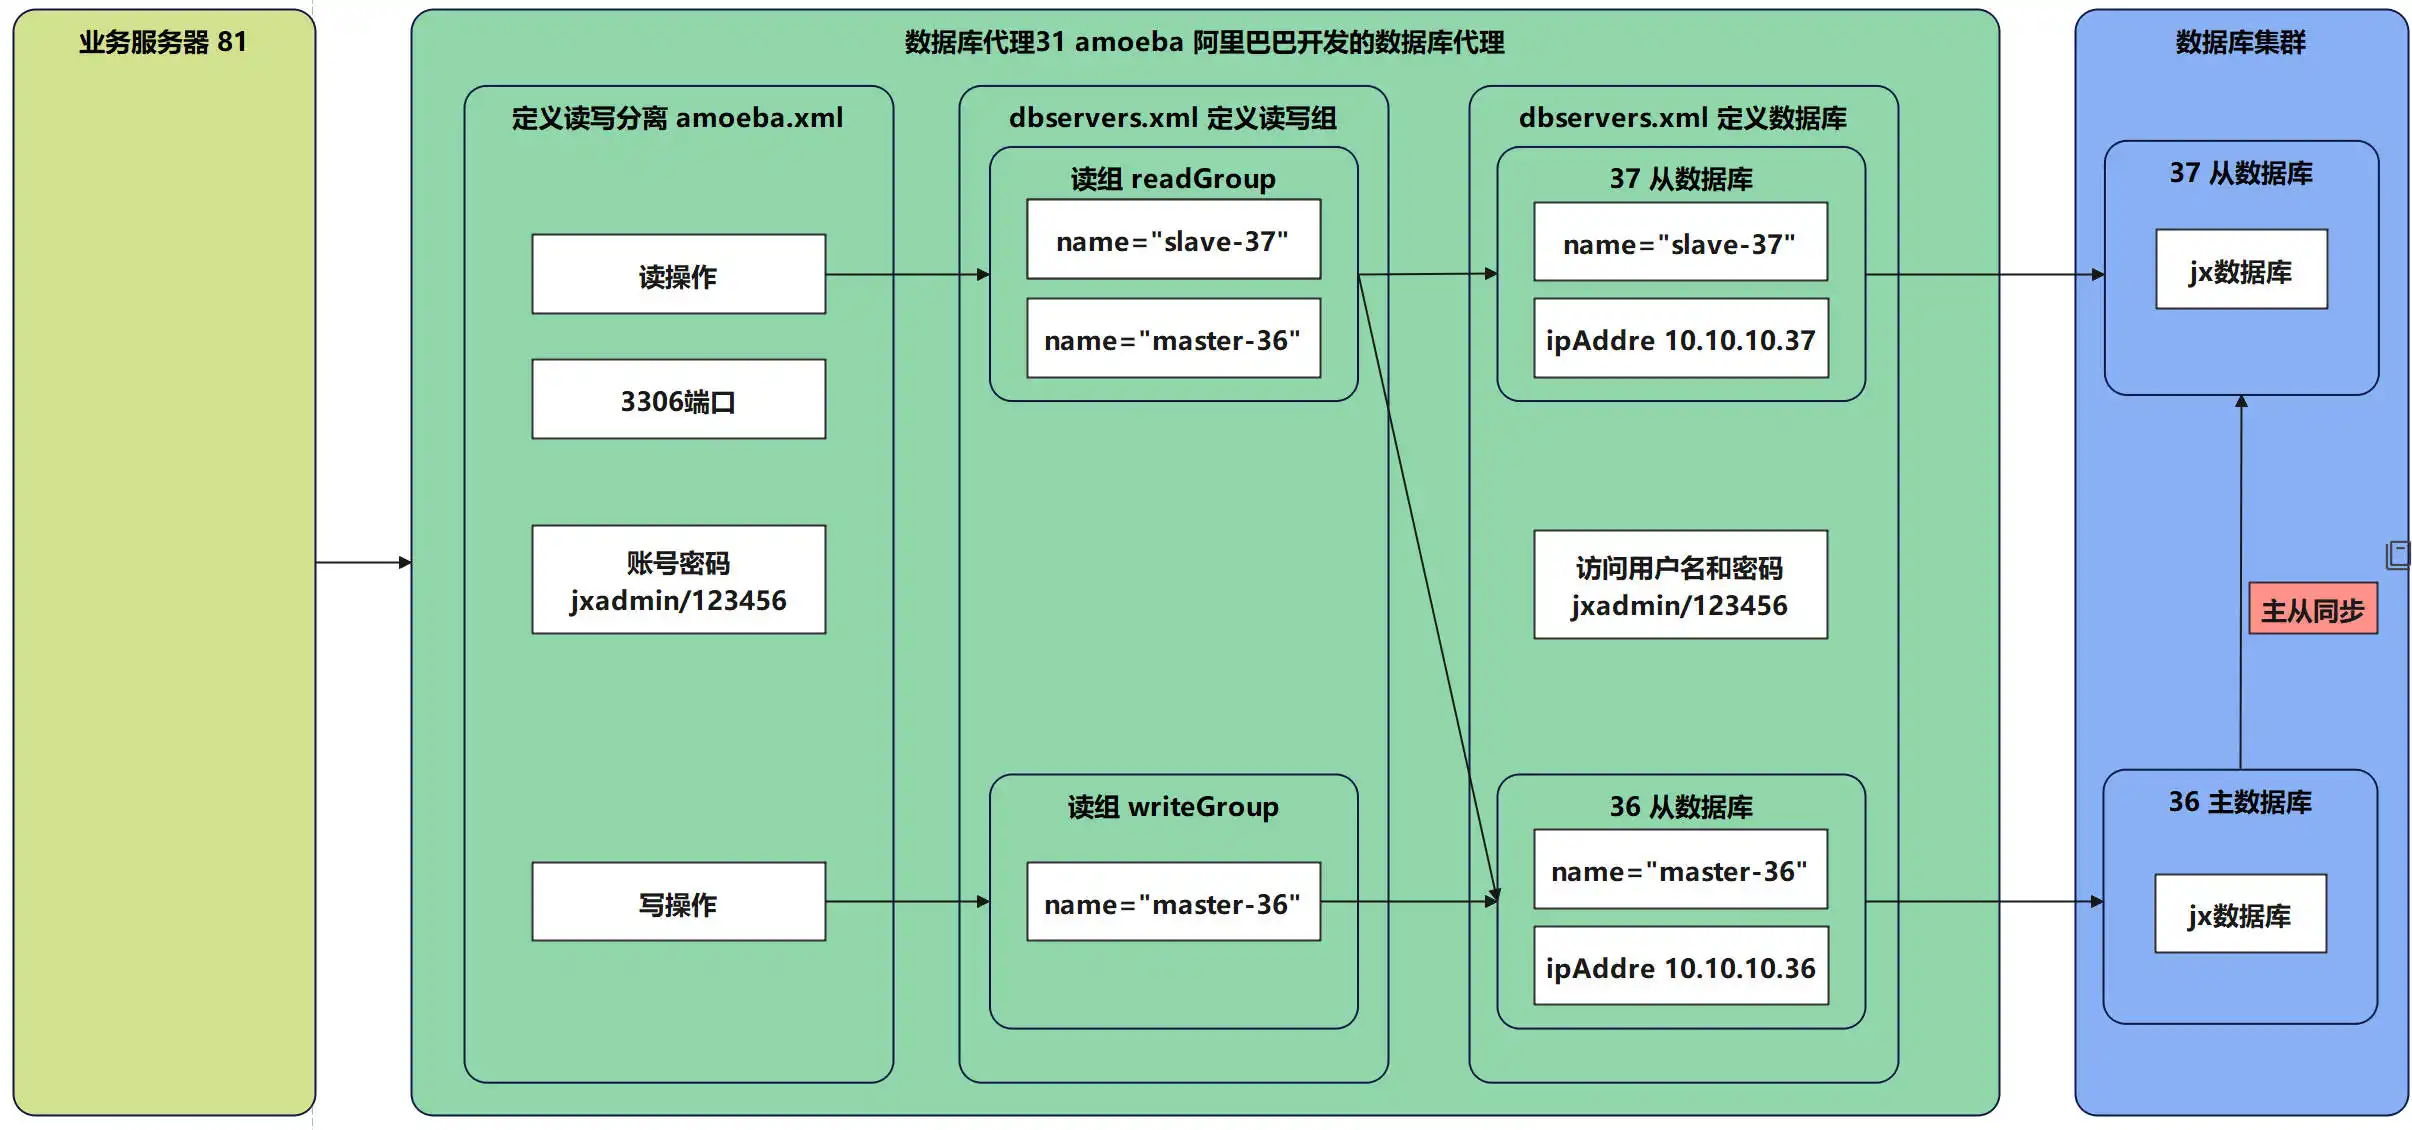 业务服务器 81
数据库代理31 amoeba 阿里巴巴开发的数据库代理
定义读写分离 amoeba.xml
读操作
3306端口
账号密码
jxadmin/123456
写操作
dbservers.xml 定义读写组
读组 readGroup
name="slave-37"
name="master-36"
读组 writeGroup
name="master-36"
dbservers.xml 定义数据库
37 从数据库
name="slave-37"
ipAddre 10.10.10.37
访问用户名和密码
jxadmin/123456
36 从数据库
name="master-36"
ipAddre 10.10.10.36
数据库集群
37 从数据库
jx数据库
主从同步
36 主数据库
jx数据库